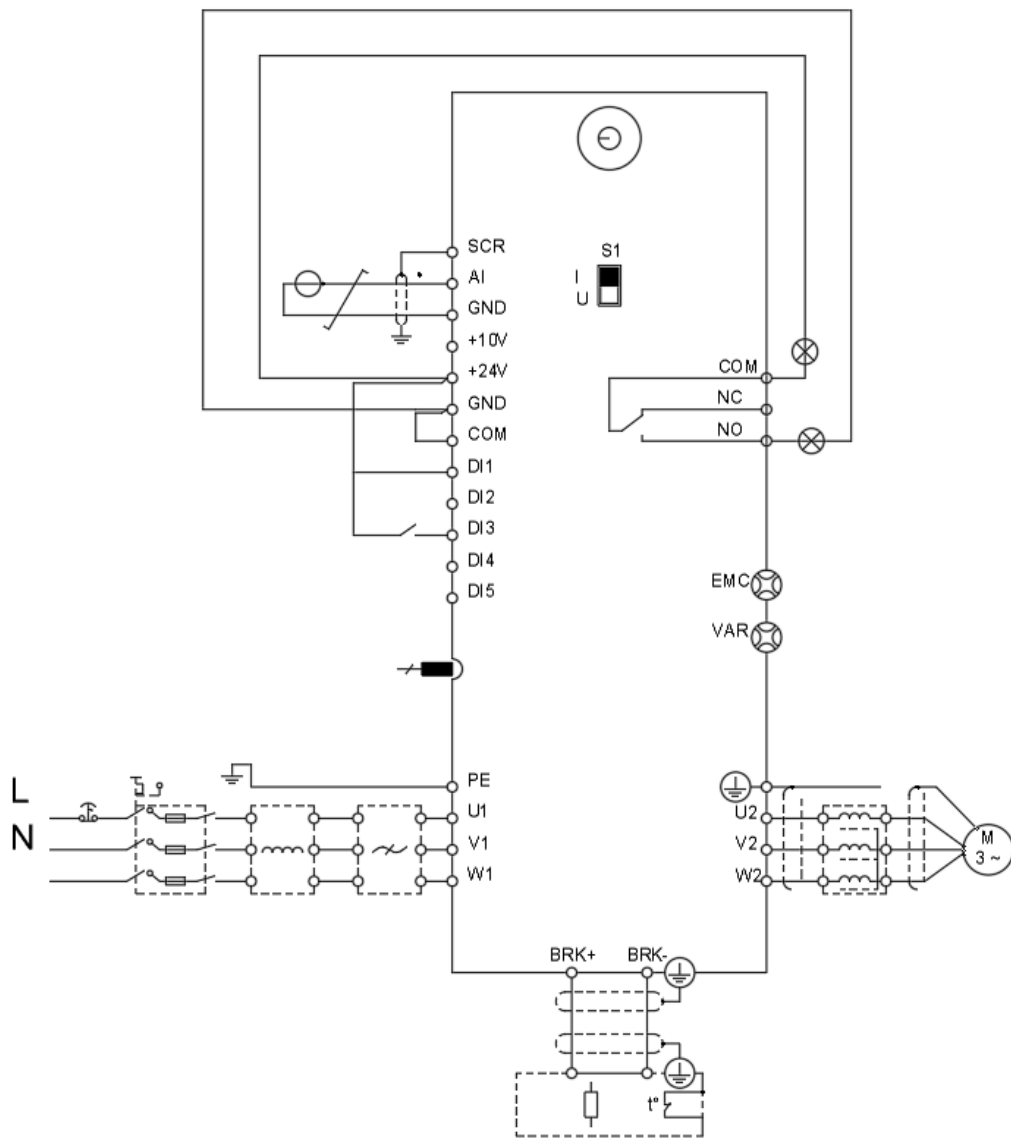 SCR
S1
AI
I
U
GND
+10V
+24V
COM
GND
NC
COM
NO
DI1
DI2
DI3
DI4
DI5
EMC
VAR
L
N
PE
U1
V1
W1
U2
V2
W2
M
3 ~
BRK+
BRK-
t°